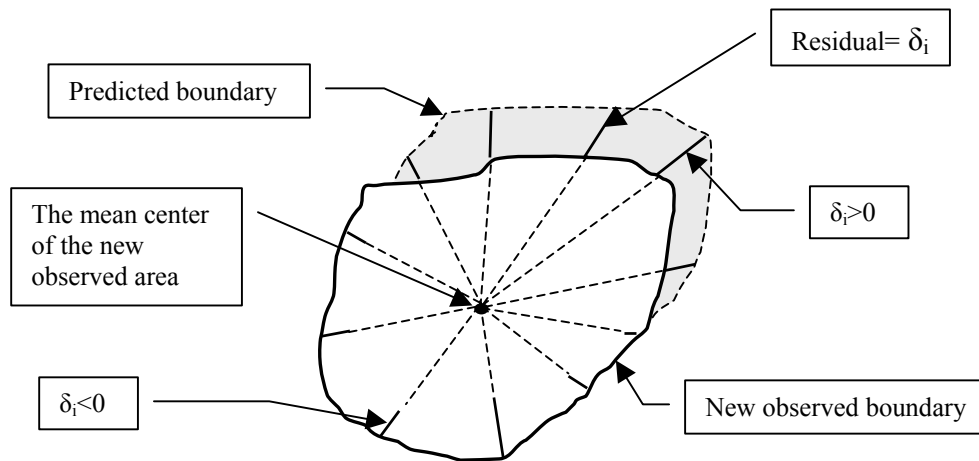 Residual= δi
Predicted boundary
The mean center
of the new
observed area
δi>0
δi<0
New observed boundary